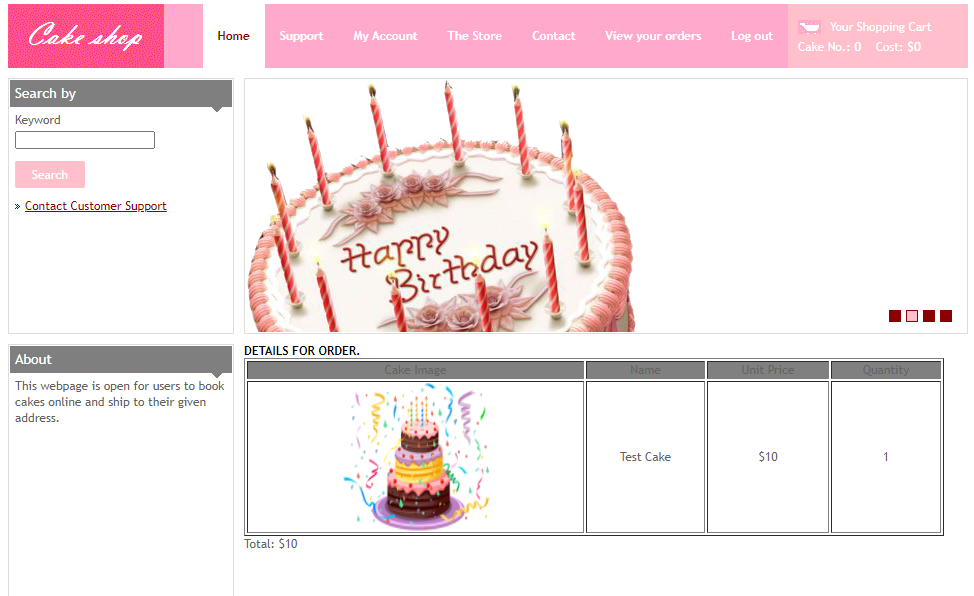 Cake shop
Home Support My Account The Store Contact View your orders Log out
Your Shopping Cart
Cake No.: 0 Cost: $0
Search by
Keyword
Search
» Contact Customer Support
Happy
Birthday
About
This webpage is open for users to book
cakes online and ship to their given
address.
DETAILS FOR ORDER.
Cake Image Name Unit Price Quantity
Test Cake $10 1
Total: $10